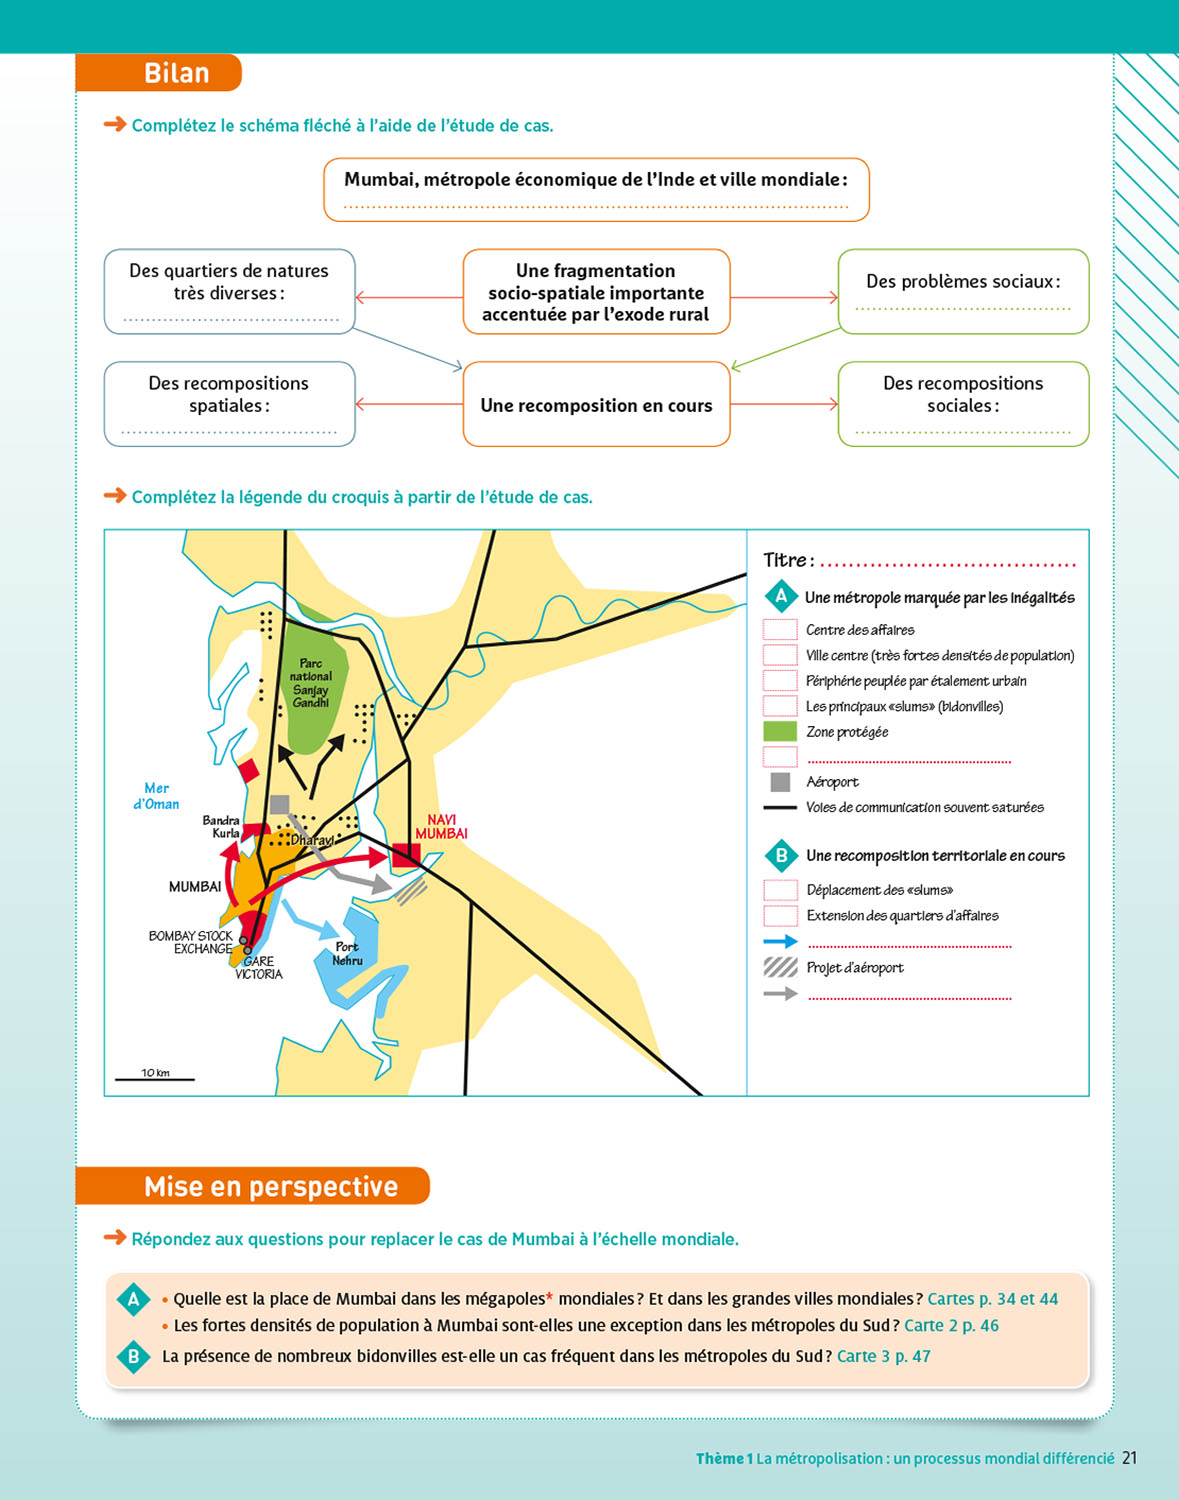 Bilan
➜ Complétez le schéma fléché à l'aide de l'étude de cas.
Mumbai, métropole économique de l'Inde et ville mondiale :
Des quartiers de natures
très diverses :
Une fragmentation
socio-spatiale importante
accentuée par l'exode rural
Des problèmes sociaux :
Des recompositions
spatiales :
Une recomposition en cours
Des recompositions
sociales :
➜ Complétez la légende du croquis à partir de l'étude de cas.
Parc
national
Sanjay
Gandhi
Mer
d'Oman
Bandra
Kurla
Dharavi
NAVI
MUMBAI
MUMBAI
BOMBAY STOCK
EXCHANGE
GARE
VICTORIA
Port
Nehru
10 km
Titre :
A Une métropole marquée par les inégalités
Centre des affaires
Ville centre (très fortes densités de population)
Périphérie peuplée par étalement urbain
Les principaux «slums» (bidonvilles)
Zone protégée
Aéroport
Voies de communication souvent saturées
B Une recomposition territoriale en cours
Déplacement des «slums»
Extension des quartiers d'affaires
Projet d'aéroport
Mise en perspective
➜ Répondez aux questions pour replacer le cas de Mumbai à l'échelle mondiale.
A • Quelle est la place de Mumbai dans les mégapoles* mondiales ? Et dans les grandes villes mondiales ? Cartes p. 34 et 44
• Les fortes densités de population à Mumbai sont-elles une exception dans les métropoles du Sud ? Carte 2 p. 46
B La présence de nombreux bidonvilles est-elle un cas fréquent dans les métropoles du Sud ? Carte 3 p. 47
Thème 1 La métropolisation : un processus mondial différencié 21